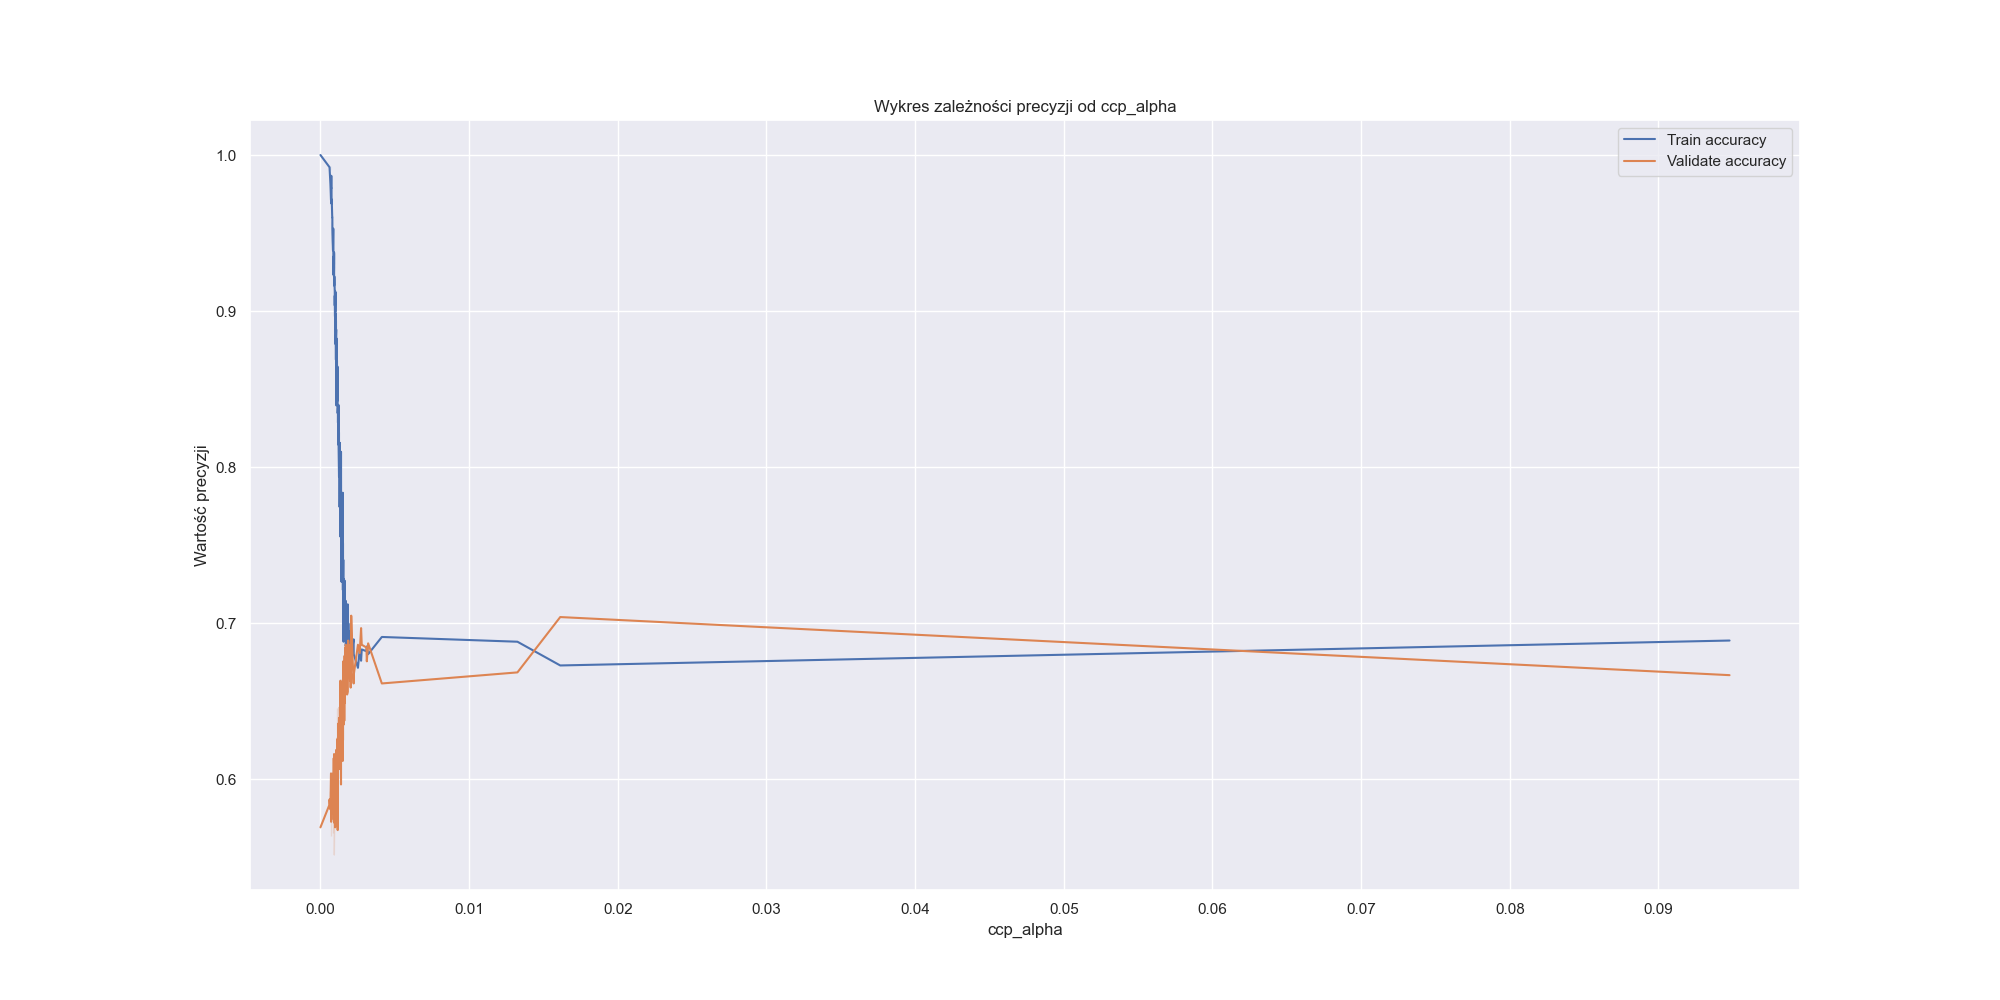 Wykres zależności precyzji od ccp_alpha
Train accuracy
Validate accuracy
Wartość precyzji
1.0
0.9
0.8
0.7
0.6
0.00 0.01 0.02 0.03 0.04 0.05 0.06 0.07 0.08 0.09
ccp_alpha